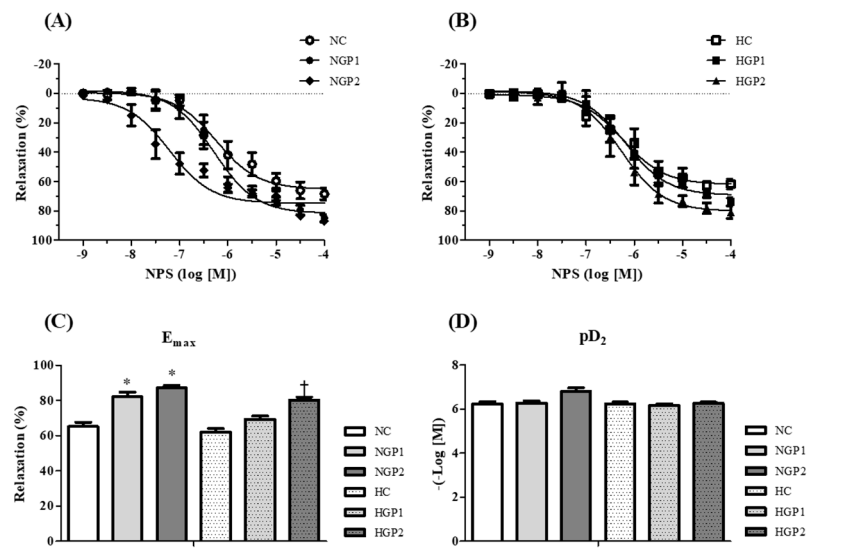 (A)
NC
NGP1
NGP2
Relaxation (%)
-20
0
20
40
60
80
100
-9
-8
-7
-6
-5
-4
NPS (log [M])
(B)
HC
HGP1
HGP2
Relaxation (%)
-20
0
20
40
60
80
100
-9
-8
-7
-6
-5
-4
NPS (log [M])
(C)
Emax
Relaxation (%)
100
80
60
40
20
0
*
*
†
NC
NGP1
NGP2
HC
HGP1
HGP2
(D)
pD2
-(-Log [M])
8
6
4
2
0
NC
NGP1
NGP2
HC
HGP1
HGP2